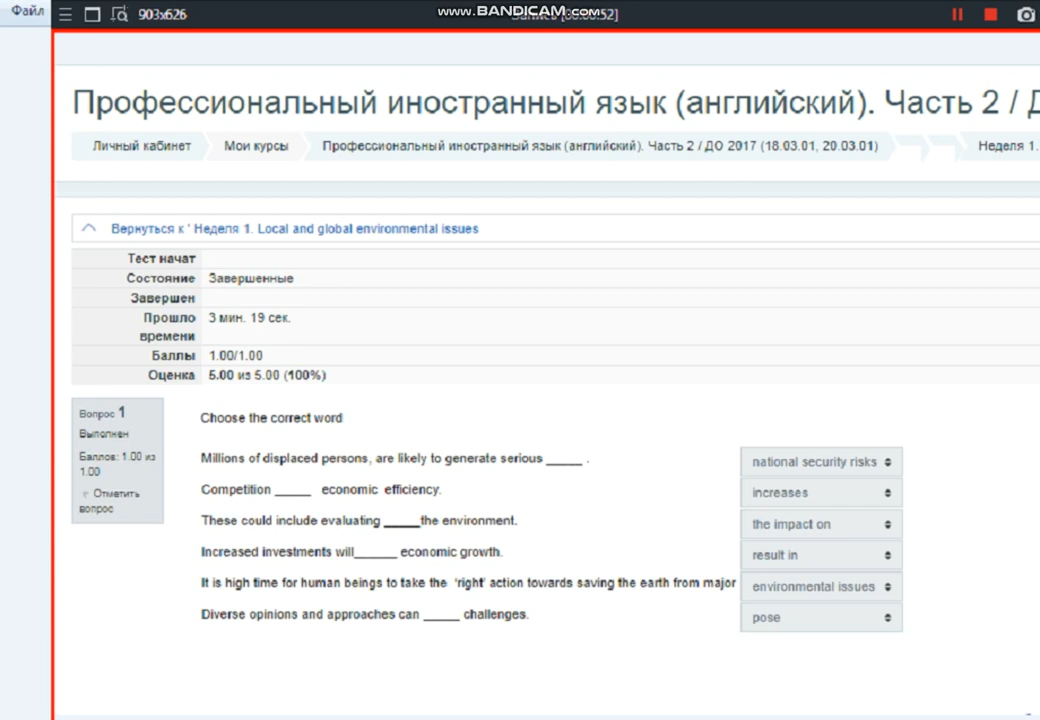 Файл
903x626
www.BANDICAM.com
Профессиональный иностранный язык (английский). Часть 2 /
Личный кабинет Мои курсы Профессиональный иностранный язык (английский). Часть 2 / ДО 2017 (18.03.01, 20.03.01) Неделя 1.
Вернуться к ' Неделя 1. Local and global environmental issues
Тест начат
Состояние Завершенные
Завершен
Прошло 3 мин. 19 сек.
времени
Баллы 1.00/1.00
Оценка 5.00 из 5.00 (100%)
Вопрос 1
Выполнен
Баллов: 1.00 из
1.00
Отметить
вопрос
Choose the correct word
Millions of displaced persons, are likely to generate serious _____ . national security risks
Competition _____ economic efficiency. increases
These could include evaluating _____the environment. the impact on
Increased investments will______ economic growth. result in
It is high time for human beings to take the 'right' action towards saving the earth from major environmental issues
Diverse opinions and approaches can _____ challenges. pose